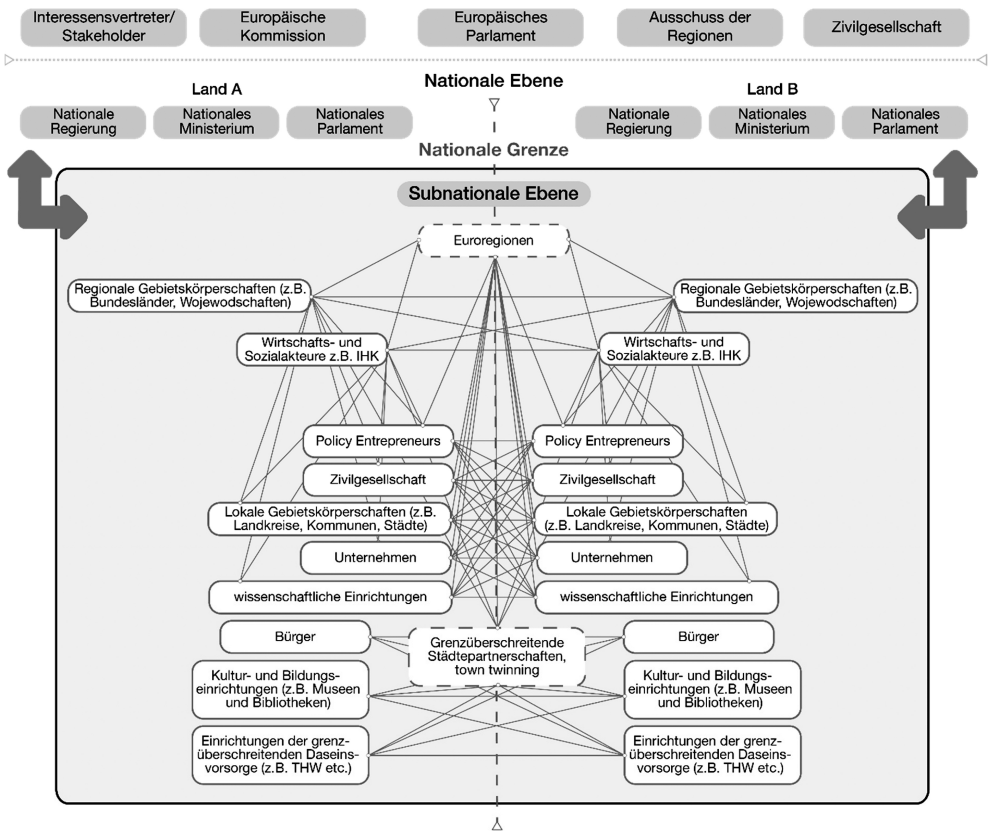 Interessensvertreter/
Stakeholder
Europäische
Kommission
Europäisches
Parlament
Ausschuss der
Regionen
Zivilgesellschaft
Nationale Ebene
Land A
Land B
Nationale
Regierung
Nationales
Ministerium
Nationales
Parlament
Nationale
Regierung
Nationales
Ministerium
Nationales
Parlament
Nationale Grenze
Subnationale Ebene
Euroregionen
Regionale Gebietskörperschaften (z.B.
Bundesländer, Wojewodschaften)
Regionale Gebietskörperschaften (z.B.
Bundesländer, Wojewodschaften)
Wirtschafts- und
Sozialakteure z.B. IHK
Wirtschafts- und
Sozialakteure z.B. IHK
Policy Entrepreneurs
Policy Entrepreneurs
Zivilgesellschaft
Zivilgesellschaft
Lokale Gebietskörperschaften (z.B.
Landkreise, Kommunen, Städte)
Lokale Gebietskörperschaften
(z.B. Landkreise, Kommunen, Städte)
Unternehmen
Unternehmen
wissenschaftliche Einrichtungen
wissenschaftliche Einrichtungen
Bürger
Grenzüberschreitende
Städtepartnerschaften,
town twinning
Bürger
Kultur- und Bildungs-
einrichtungen (z.B. Museen
und Bibliotheken)
Kultur- und Bildungs-
einrichtungen (z.B. Museen
und Bibliotheken)
Einrichtungen der grenz-
überschreitenden Daseins-
vorsorge (z.B. THW etc.)
Einrichtungen der grenz-
überschreitenden Daseins-
vorsorge (z.B. THW etc.)